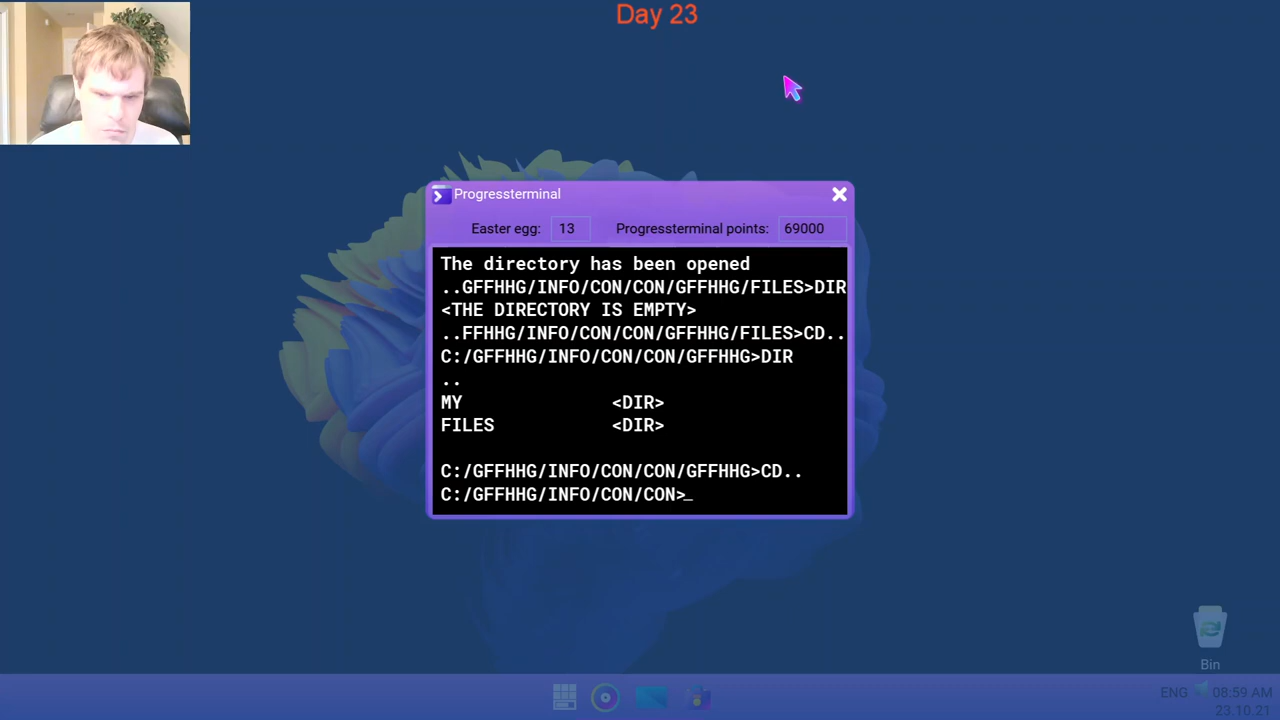 Day 23
Progressterminal
Easter egg: 13 Progressterminal points: 69000
The directory has been opened
..GFFHHG/INFO/CON/CON/GFFHHG/FILES>DIR
<THE DIRECTORY IS EMPTY>
..FFHHG/INFO/CON/CON/GFFHHG/FILES>CD..
C:/GFFHHG/INFO/CON/CON/GFFHHG>DIR
..
MY <DIR>
FILES <DIR>
C:/GFFHHG/INFO/CON/CON/GFFHHG>CD..
C:/GFFHHG/INFO/CON/CON>_
Bin
ENG 08:59 AM
23.10.21